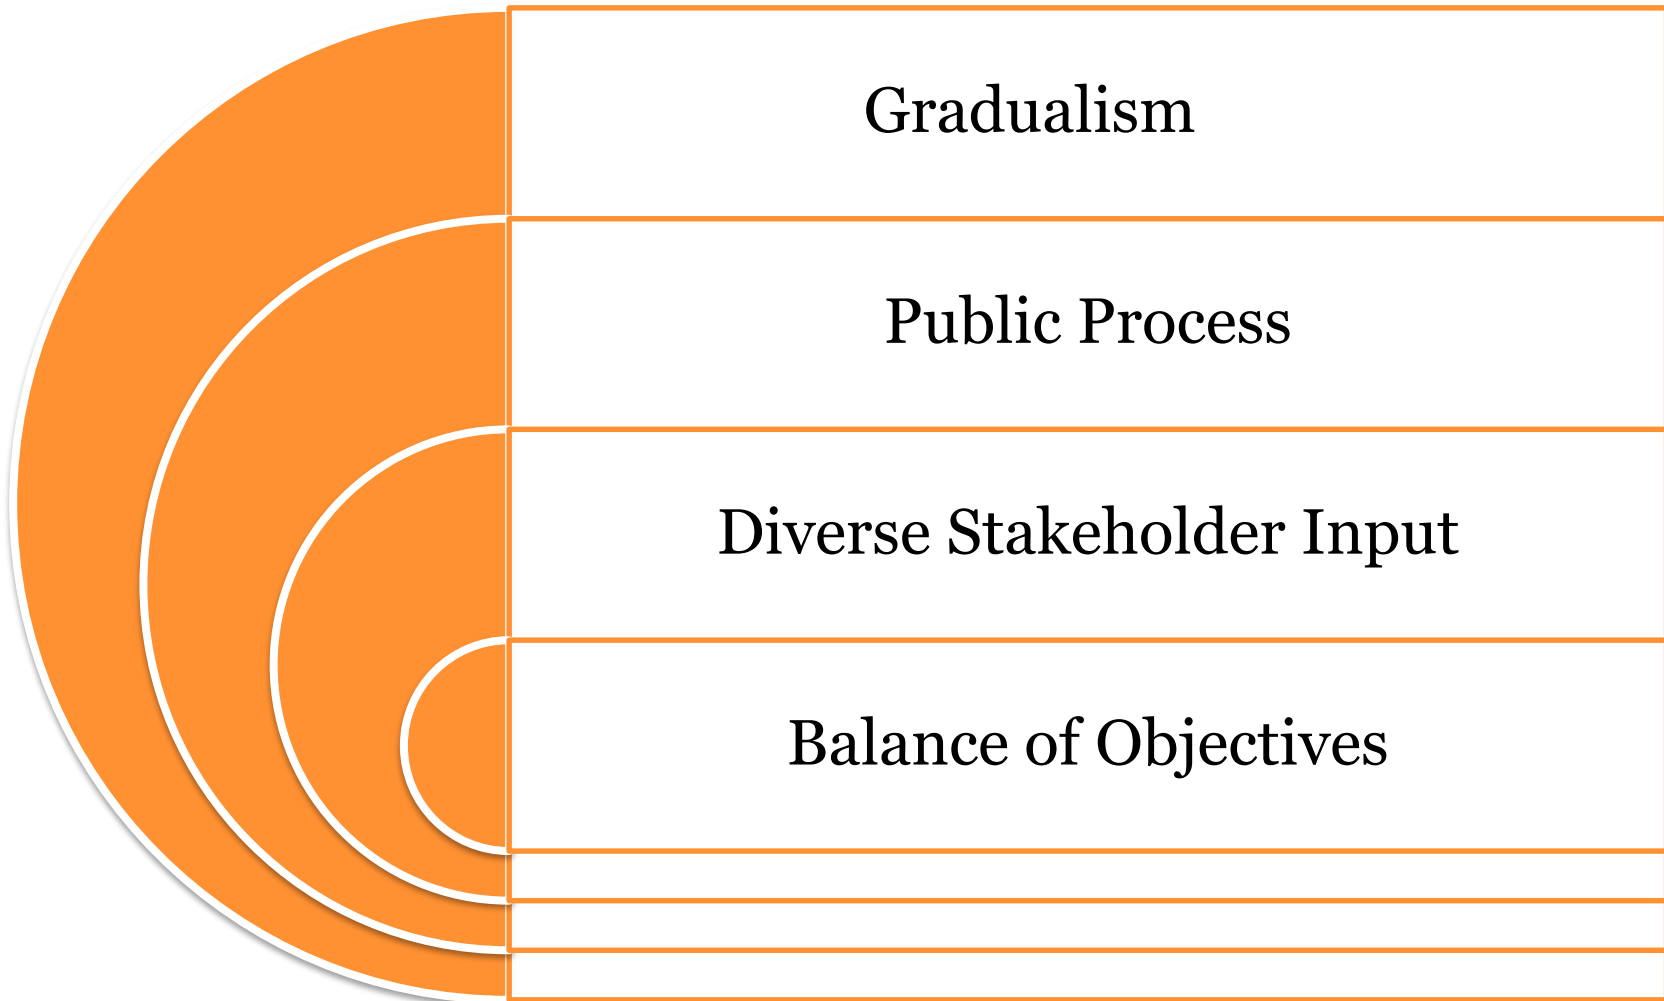 Gradualism
Public Process
Diverse Stakeholder Input
Balance of Objectives